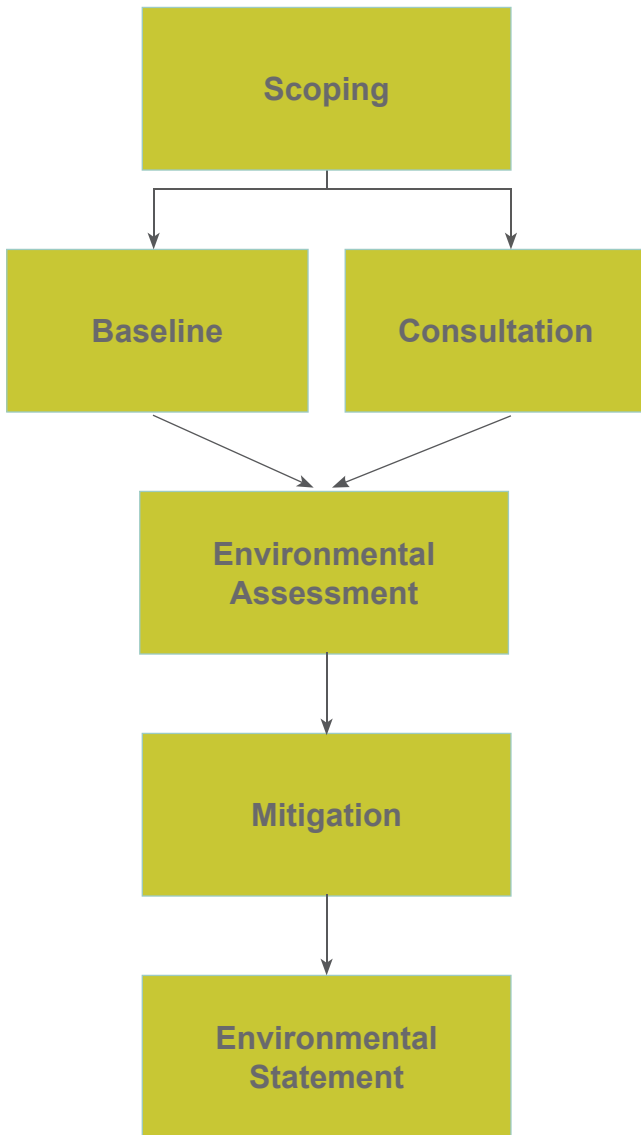 Scoping
Baseline
Consultation
Environmental
Assessment
Mitigation
Environmental
Statement